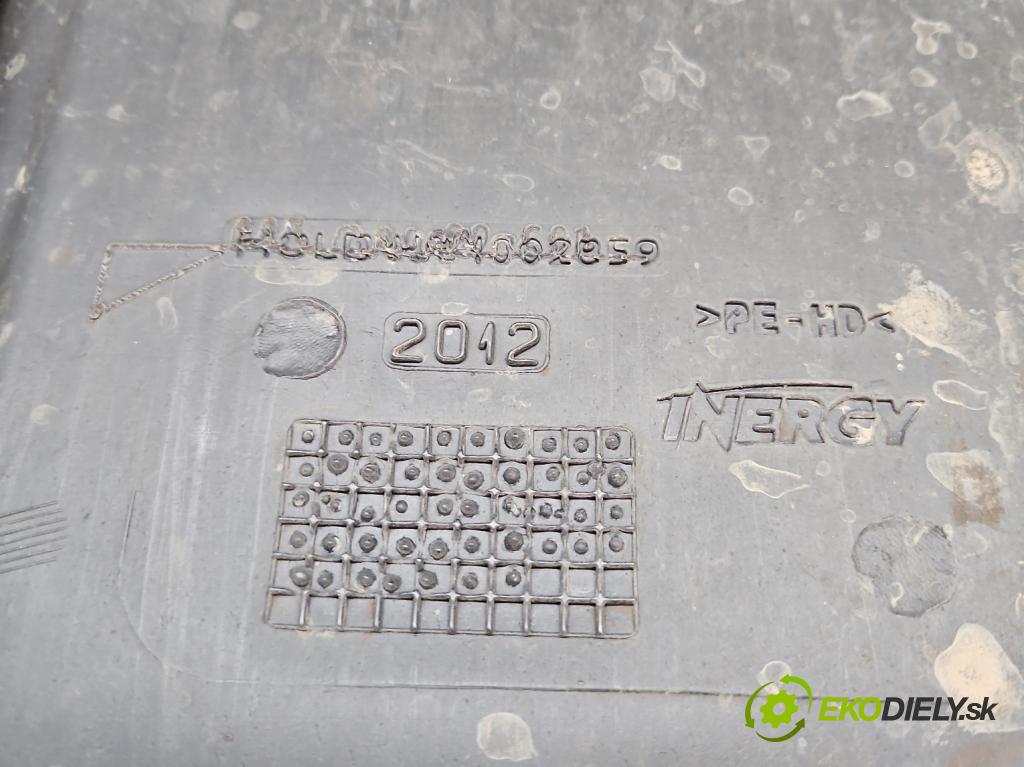 2012
>PE-HD<
INERGY
EKODIELY.sk